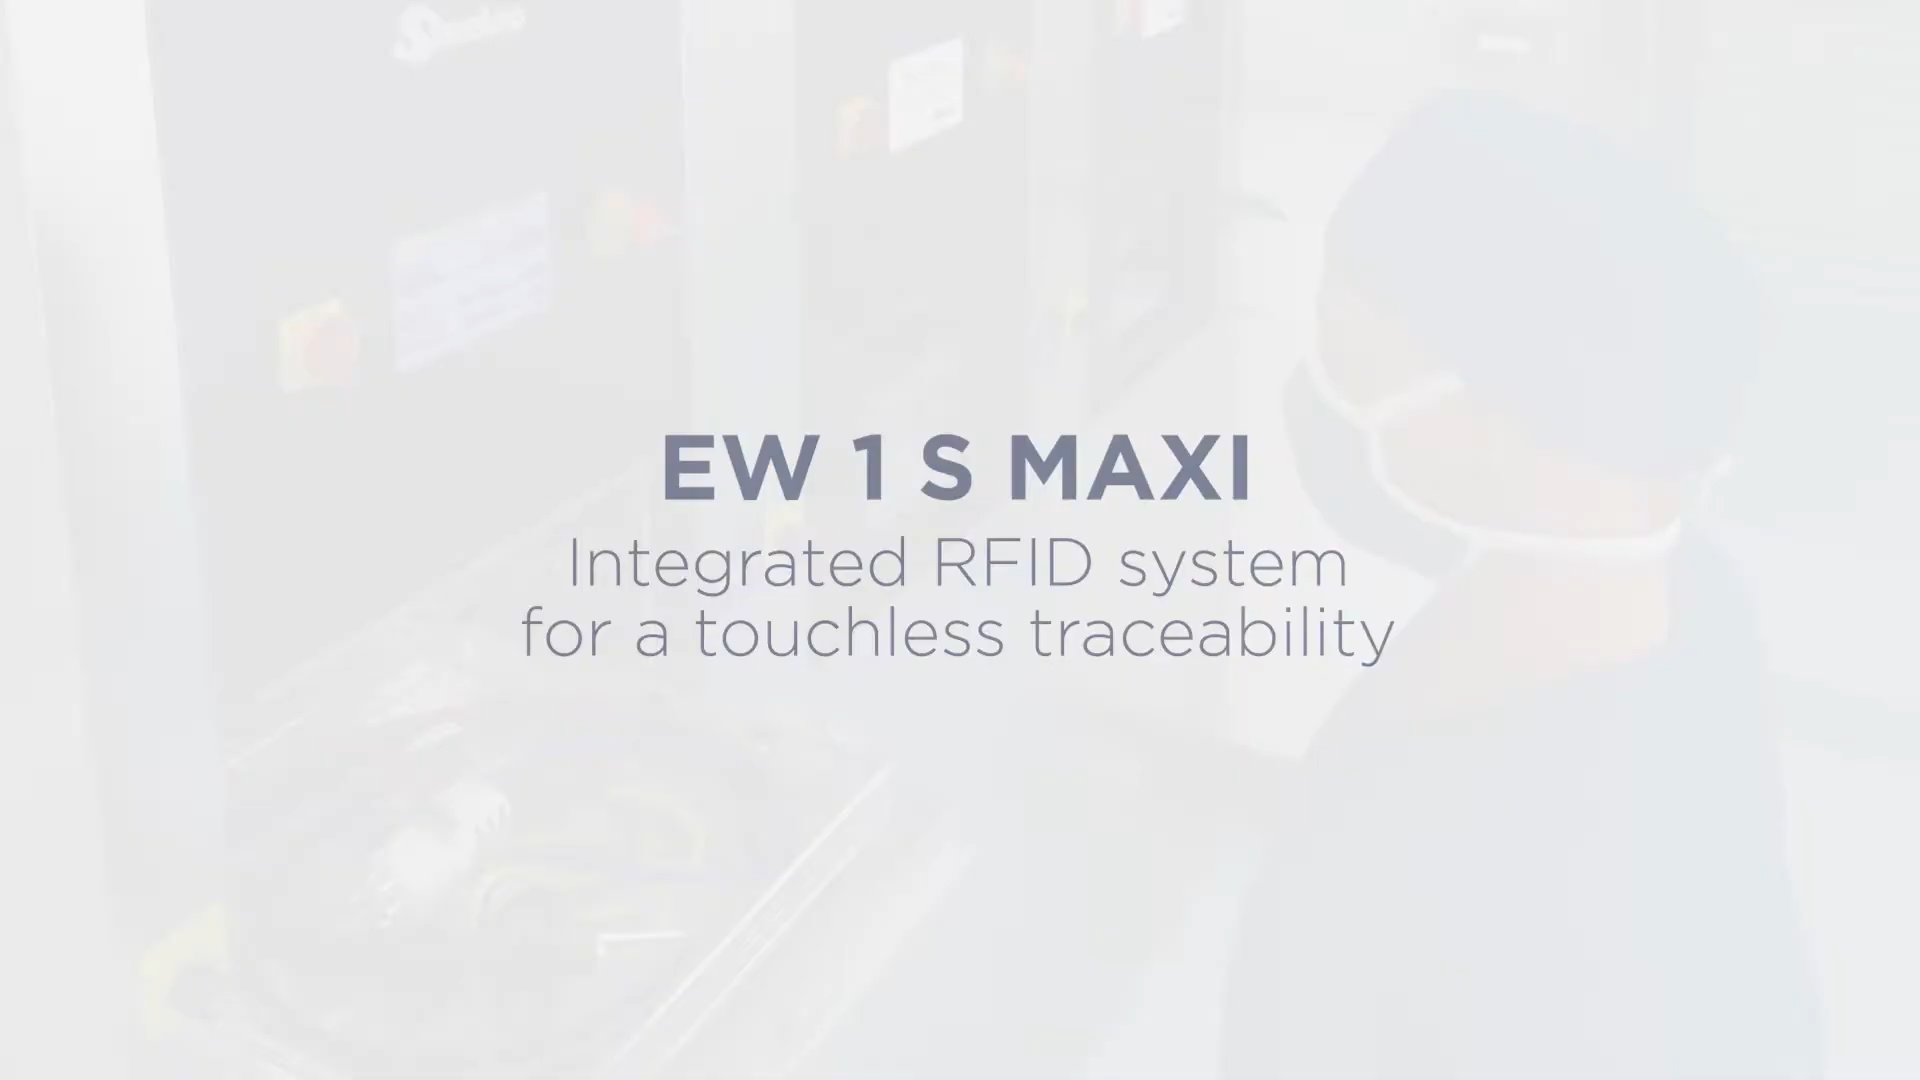 EW 1 S MAXI
Integrated RFID system
for a touchless traceability